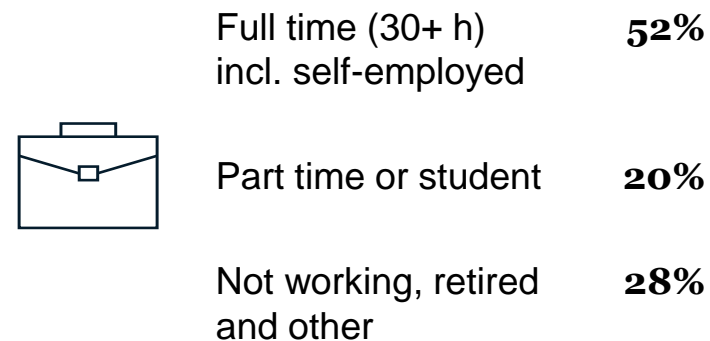 Full time (30+ h) 52%
incl. self-employed
Part time or student 20%
Not working, retired 28%
and other